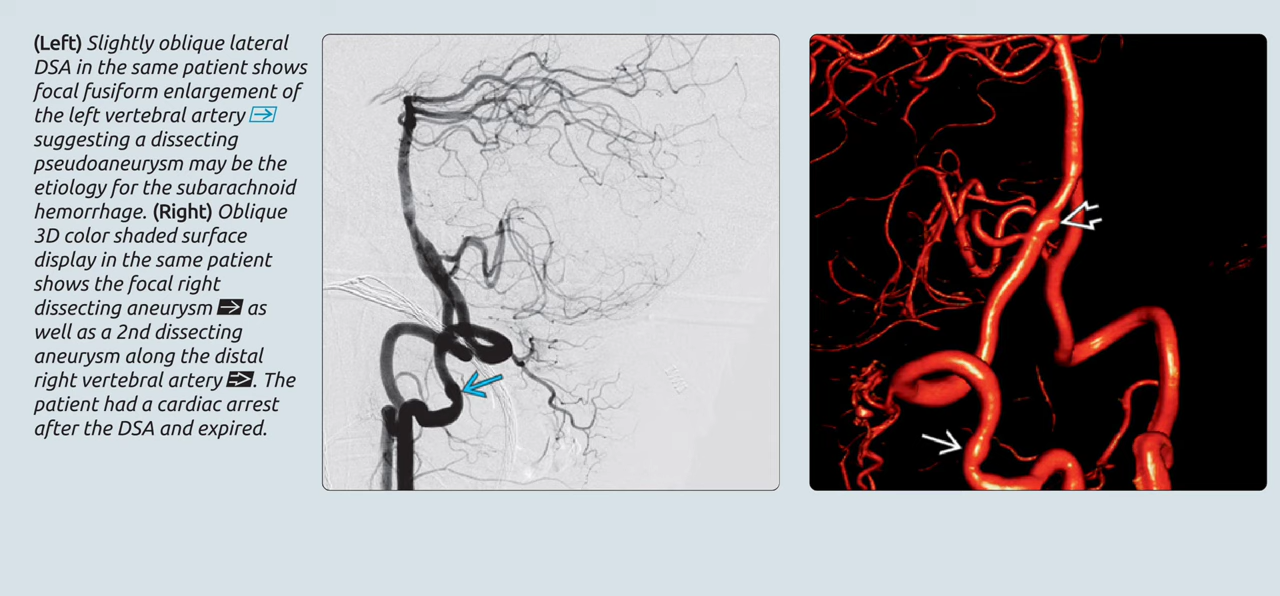 (Left) Slightly oblique lateral
DSA in the same patient shows
focal fusiform enlargement of
the left vertebral artery
suggesting a dissecting
pseudoaneurysm may be the
etiology for the subarachnoid
hemorrhage. (Right) Oblique
3D color shaded surface
display in the same patient
shows the focal right
dissecting aneurysm as
well as a 2nd dissecting
aneurysm along the distal
right vertebral artery. The
patient had a cardiac arrest
after the DSA and expired.